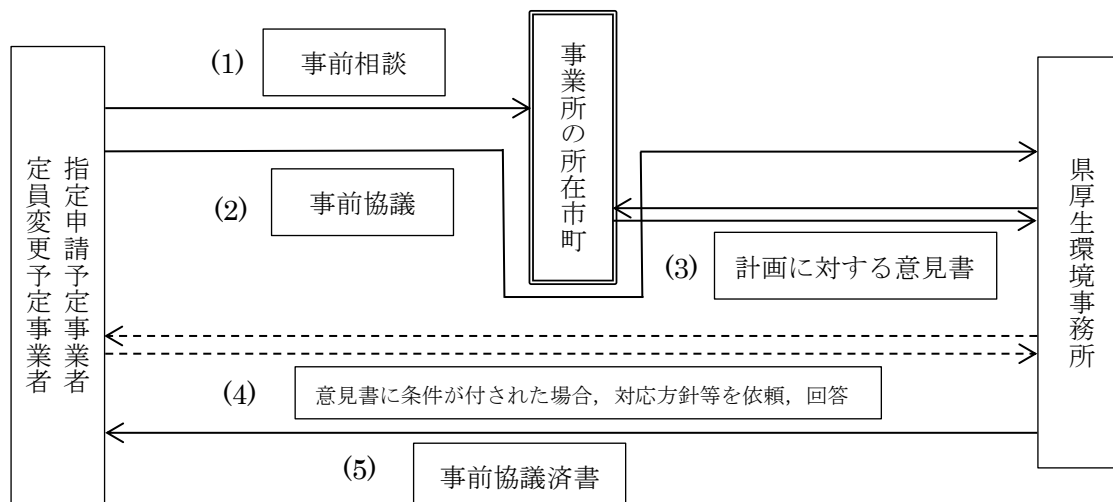 指定申請予定事業者
定員変更予定事業者
(1) 事前相談
事業所の所在市町
(2) 事前協議
(3) 計画に対する意見書
県厚生環境事務所
(4) 意見書に条件が付された場合，対応方針等を依頼，回答
(5) 事前協議済書